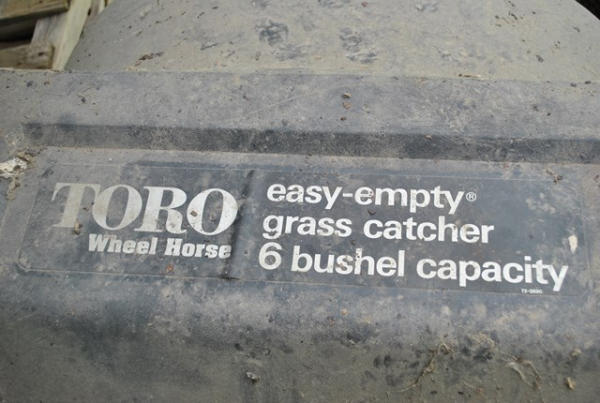 TORO
Wheel Horse
easy-empty®
grass catcher
6 bushel capacity